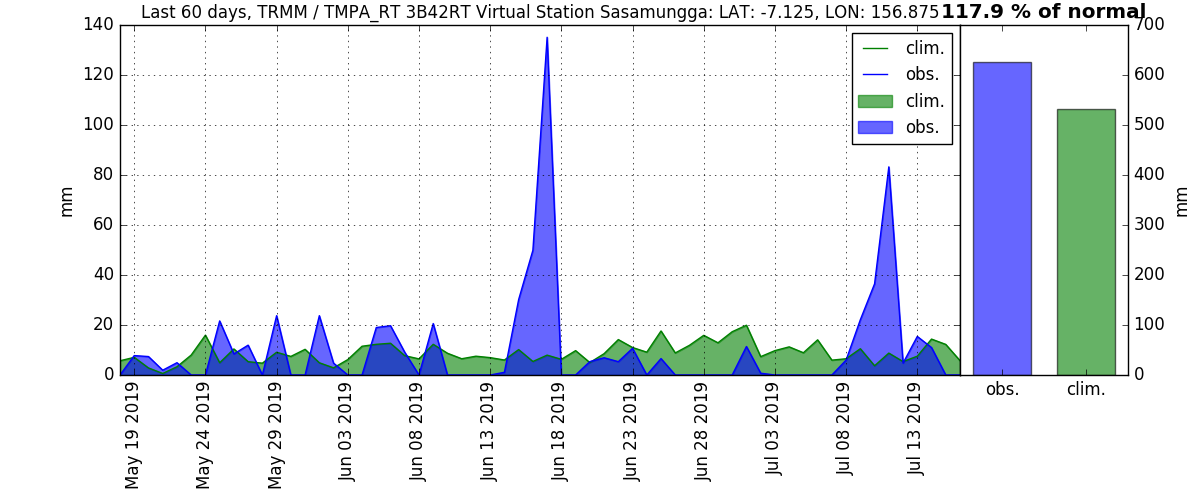 Last 60 days, TRMM / TMPA_RT 3B42RT Virtual Station Sasamungga: LAT: -7.125, LON: 156.875
117.9 % of normal
140
120
100
80
60
40
20
0
mm
clim.
obs.
clim.
obs.
700
600
500
400
300
200
100
0
mm
obs.
clim.
May 19 2019
May 24 2019
May 29 2019
Jun 03 2019
Jun 08 2019
Jun 13 2019
Jun 18 2019
Jun 23 2019
Jun 28 2019
Jul 03 2019
Jul 08 2019
Jul 13 2019